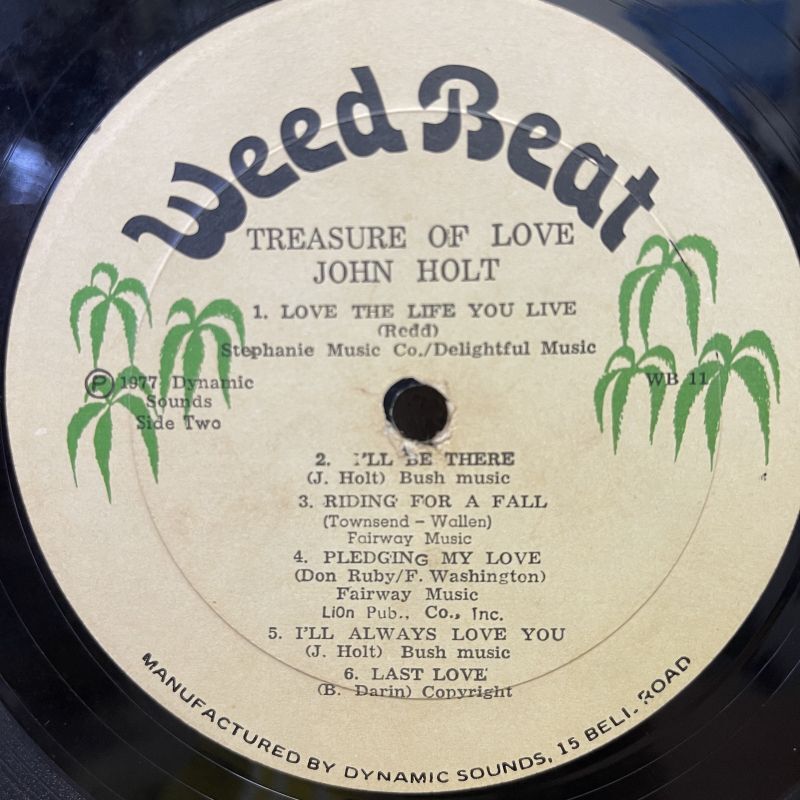 Weed Beat
TREASURE OF LOVE
JOHN HOLT
1. LOVE THE LIFE YOU LIVE
(Redd)
Stephanie Music Co./Delightful Music
Ⓟ 1977 Dynamic
Sounds
Side Two
WB 11
2. I'LL BE THERE
(J. Holt) Bush music
3. RIDING FOR A FALL
(Townsend - Wallen)
Fairway Music
4. PLEDGING MY LOVE
(Don Ruby/F. Washington)
Fairway Music
LiOn Pub., Co., Inc.
5. I'LL ALWAYS LOVE YOU
(J. Holt) Bush music
6. LAST LOVE
(B. Darin) Copyright
MANUFACTURED BY DYNAMIC SOUNDS, 15 BELL ROAD